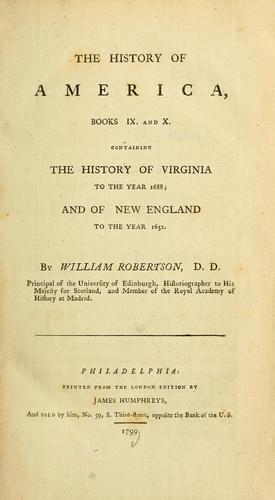 THE HISTORY OF
AMERICA,
BOOKS IX. AND X.
CONTAINING
THE HISTORY OF VIRGINIA
TO THE YEAR 1688;
AND OF NEW ENGLAND
TO THE YEAR 1652.
BY WILLIAM ROBERTSON, D. D.
Principal of the University of Edinburgh, Historiographer to His
Majesty for Scotland, and Member of the Royal Academy of
History at Madrid.
PHILADELPHIA:
PRINTED FROM THE LONDON EDITION BY
JAMES HUMPHREYS,
And SOLD by him, No. 59, S. Third-street, opposite the Bank of the U.S.
1799.